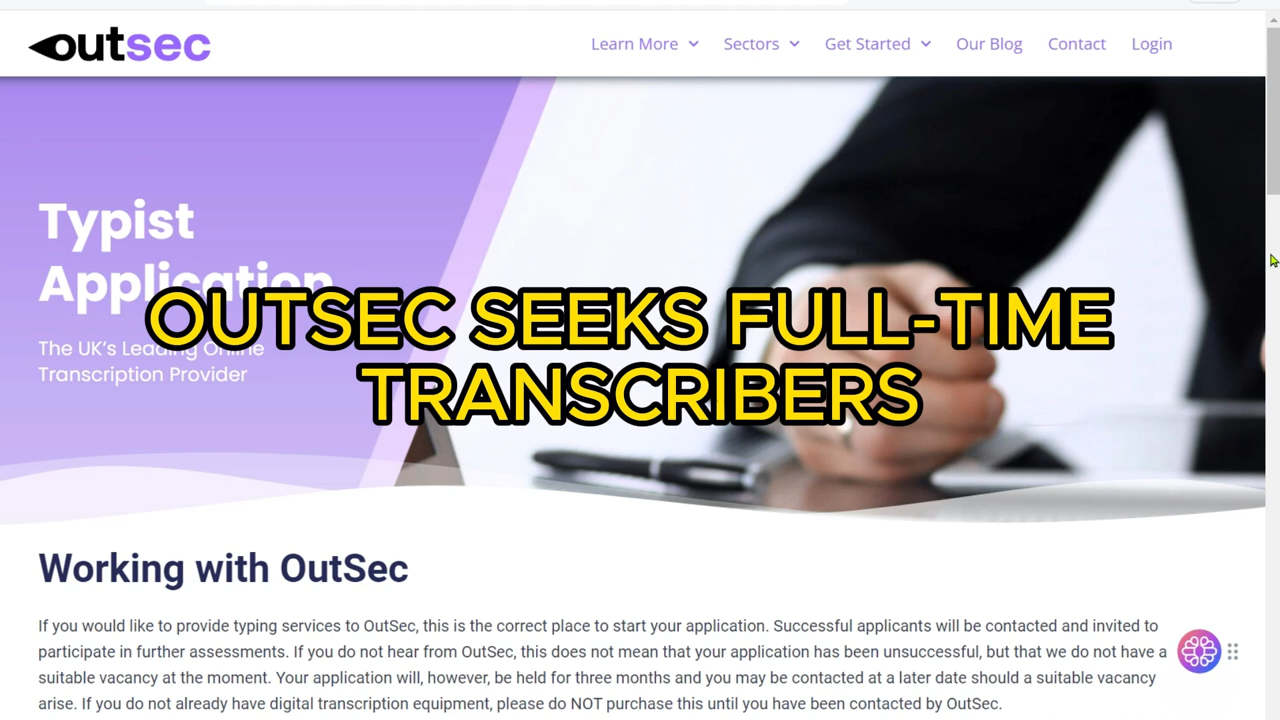 outsec
Learn More Sectors Get Started Our Blog Contact Login
Typist
Application
OUTSEC SEEKS FULL-TIME
TRANSCRIBERS
The UK's Leading Online
Transcription Provider
Working with OutSec
If you would like to provide typing services to OutSec, this is the correct place to start your application. Successful applicants will be contacted and invited to
participate in further assessments. If you do not hear from OutSec, this does not mean that your application has been unsuccessful, but that we do not have a
suitable vacancy at the moment. Your application will, however, be held for three months and you may be contacted at a later date should a suitable vacancy
arise. If you do not already have digital transcription equipment, please do NOT purchase this until you have been contacted by OutSec.